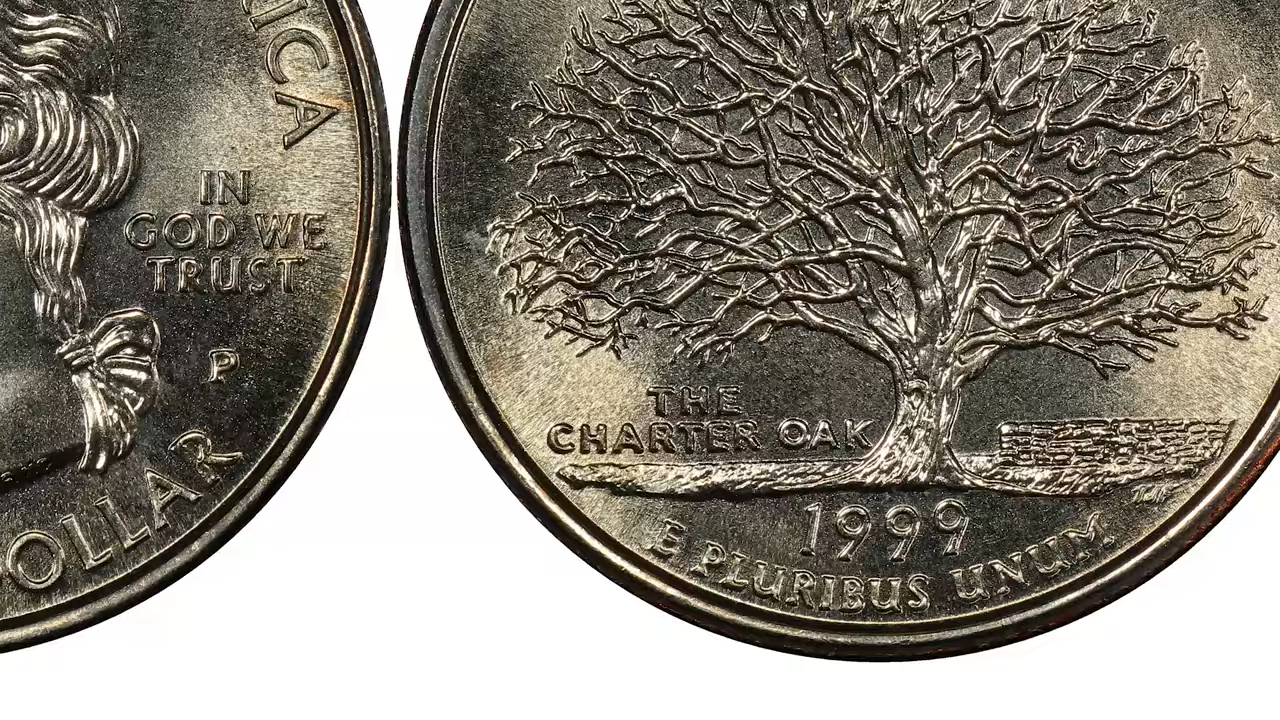 ICA
IN
GOD WE
TRUST
P
OLLAR
THE
CHARTER OAK
1999
E PLURIBUS UNUM